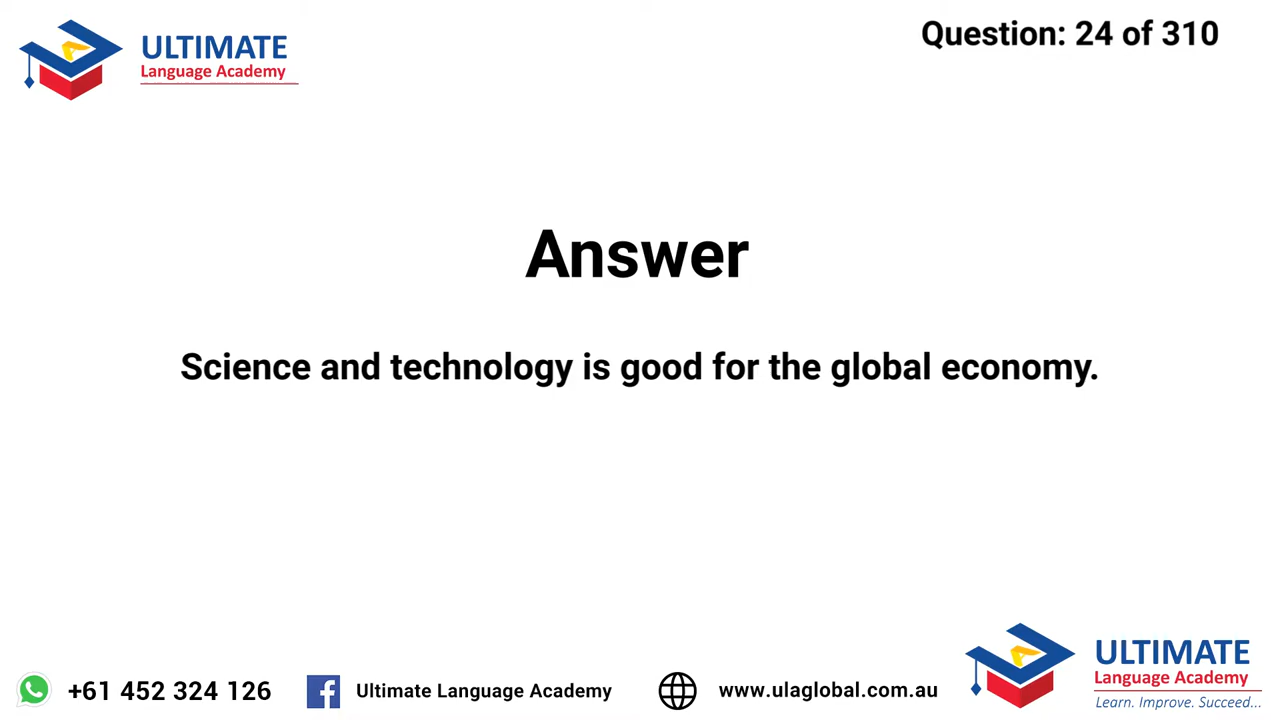 ULTIMATE
Language Academy
Question: 24 of 310
Answer
Science and technology is good for the global economy.
+61 452 324 126
Ultimate Language Academy
www.ulaglobal.com.au
ULTIMATE
Language Academy
Learn. Improve. Succeed...